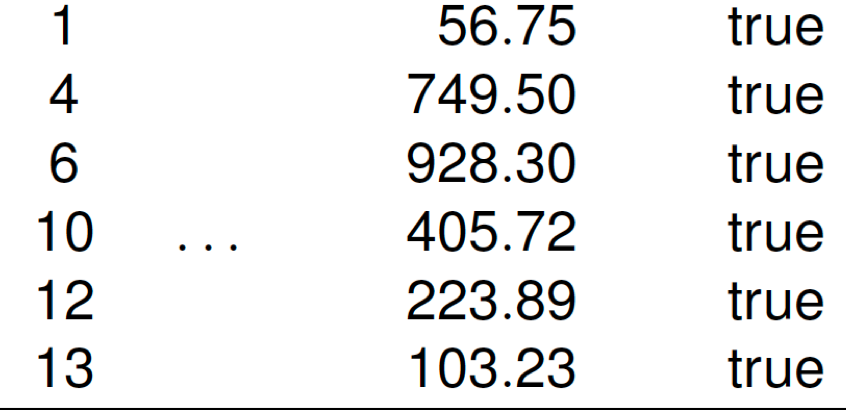 1 56.75 true
4 749.50 true
6 928.30 true
10 ... 405.72 true
12 223.89 true
13 103.23 true